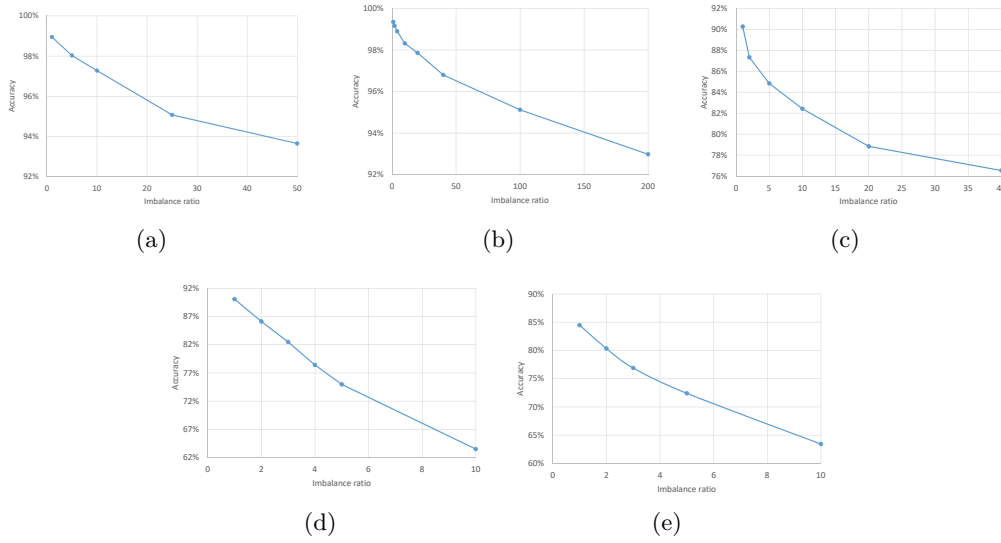 100%
98%
96%
94%
92%
Accuracy
0 10 20 30 40 50
Imbalance ratio
(a)
100%
98%
96%
94%
92%
Accuracy
0 50 100 150 200
Imbalance ratio
(b)
92%
90%
88%
86%
84%
82%
80%
78%
76%
Accuracy
0 5 10 15 20 25 30 35
Imbalance ratio
(c)
92%
87%
82%
77%
72%
67%
62%
Accuracy
0 2 4 6 8 10
Imbalance ratio
(d)
90%
85%
80%
75%
70%
65%
60%
Accuracy
0 2 4 6 8 10
Imbalance ratio
(e)